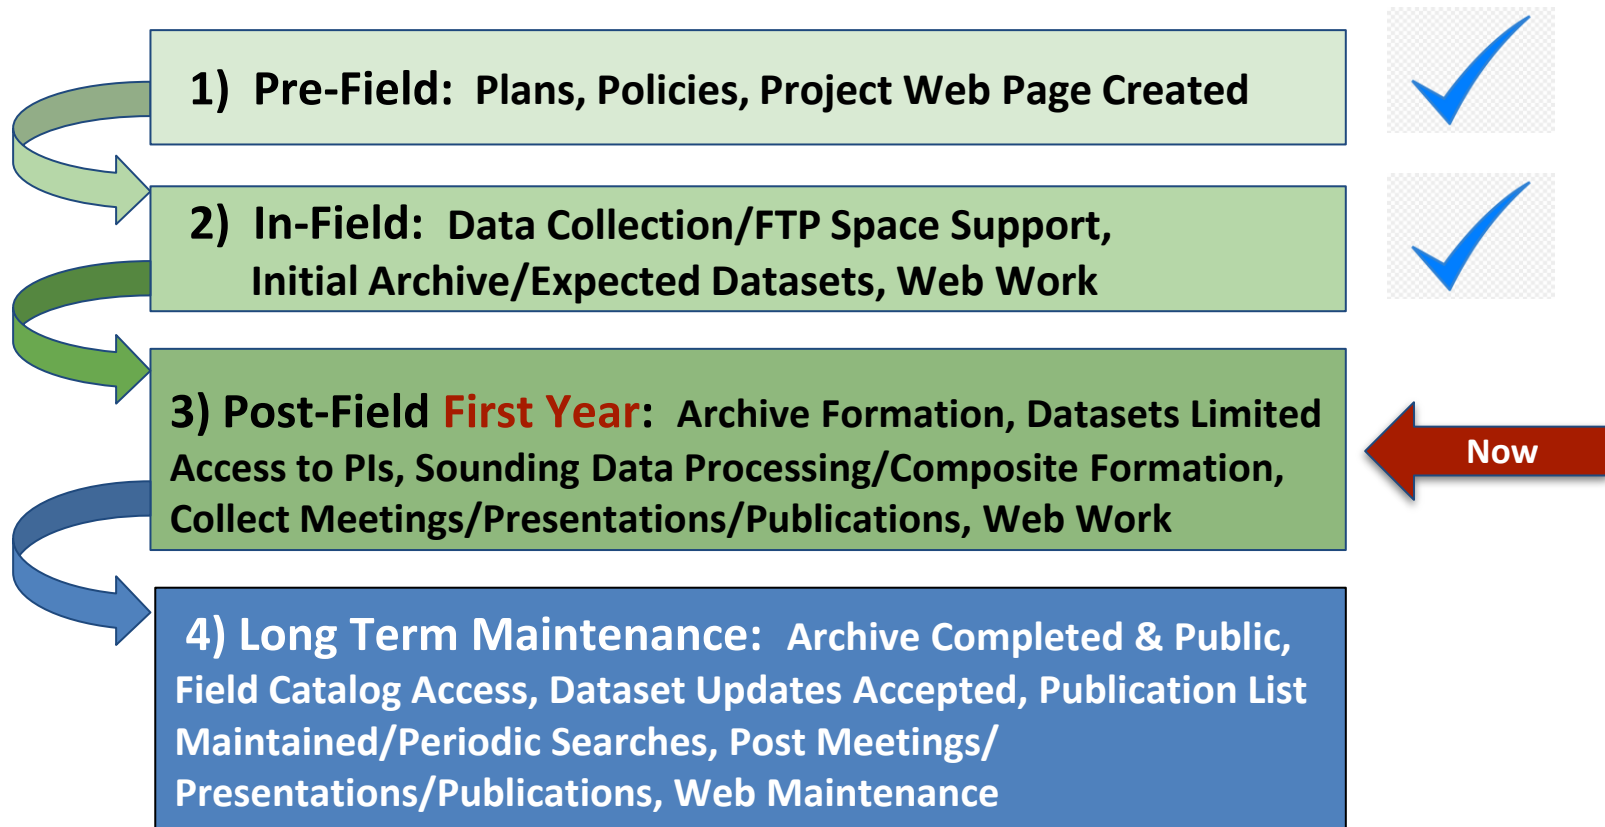 1) Pre-Field: Plans, Policies, Project Web Page Created
2) In-Field: Data Collection/FTP Space Support,
Initial Archive/Expected Datasets, Web Work
3) Post-Field First Year: Archive Formation, Datasets Limited
Access to PIs, Sounding Data Processing/Composite Formation,
Collect Meetings/Presentations/Publications, Web Work
Now
4) Long Term Maintenance: Archive Completed & Public,
Field Catalog Access, Dataset Updates Accepted, Publication List
Maintained/Periodic Searches, Post Meetings/
Presentations/Publications, Web Maintenance